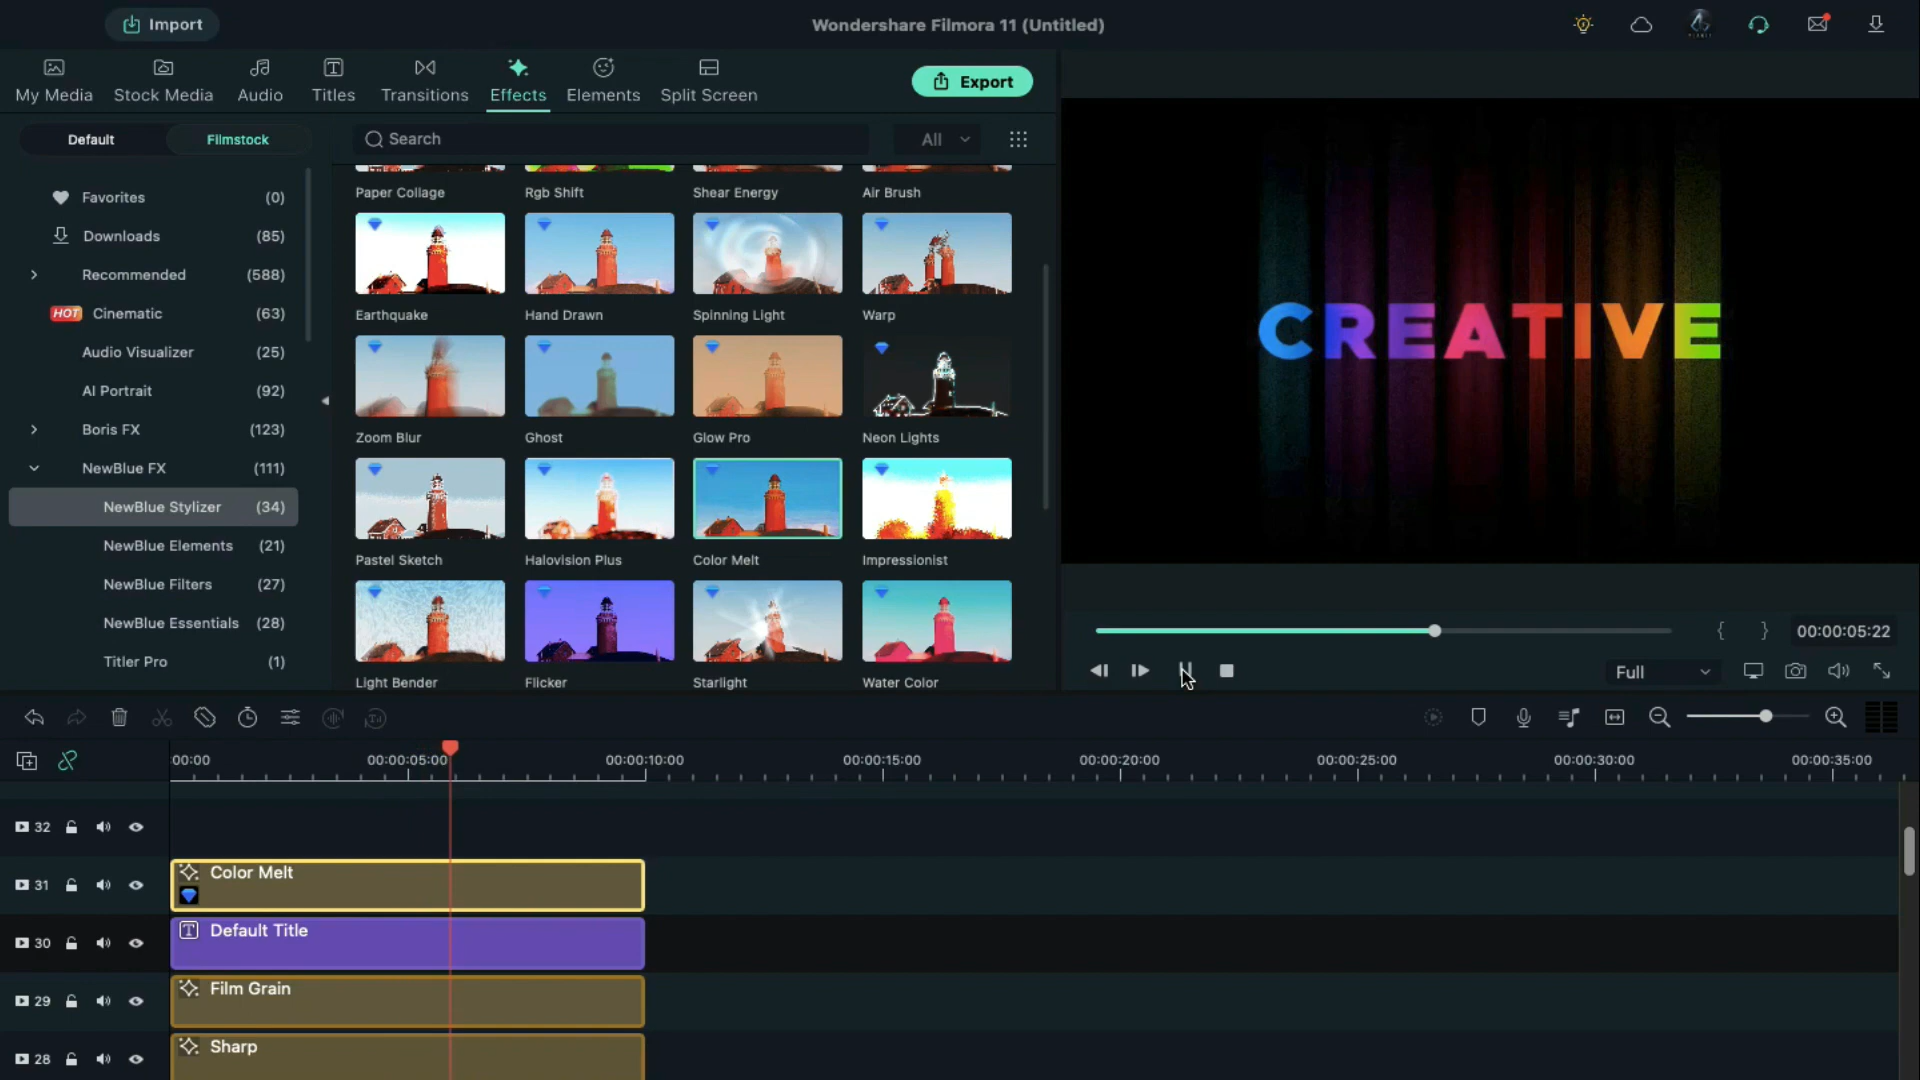 Import
Wondershare Filmora 11 (Untitled)
My Media
Stock Media
Audio
Titles
Transitions
Effects
Elements
Split Screen
Export
Default
Filmstock
Search
All
Favorites (0)
Downloads (85)
Recommended (588)
HOT Cinematic (63)
Audio Visualizer (25)
AI Portrait (92)
Boris FX (123)
NewBlue FX (111)
NewBlue Stylizer (34)
NewBlue Elements (21)
NewBlue Filters (27)
NewBlue Essentials (28)
Titler Pro (1)
Paper Collage
Rgb Shift
Shear Energy
Air Brush
Earthquake
Hand Drawn
Spinning Light
Warp
Zoom Blur
Ghost
Glow Pro
Neon Lights
Pastel Sketch
Halovision Plus
Color Melt
Impressionist
Light Bender
Flicker
Starlight
Water Color
CREATIVE
{ } 00:00:05:22
Full
:00:00
00:00:05:00
00:00:10:00
00:00:15:00
00:00:20:00
00:00:25:00
00:00:30:00
00:00:35:00
32
31
Color Melt
30
T Default Title
29
Film Grain
28
Sharp